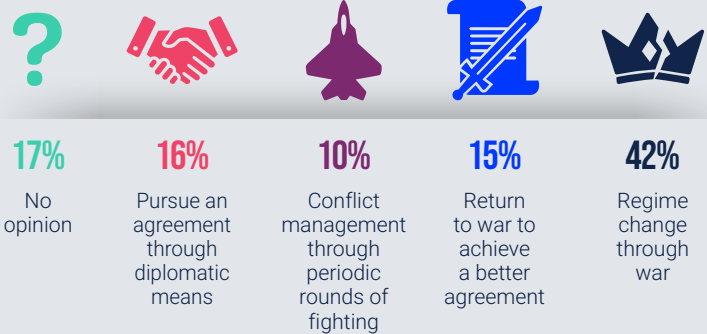 ?
17%
No
opinion
16%
Pursue an
agreement
through
diplomatic
means
10%
Conflict
management
through
periodic
rounds of
fighting
15%
Return
to war to
achieve
a better
agreement
42%
Regime
change
through
war